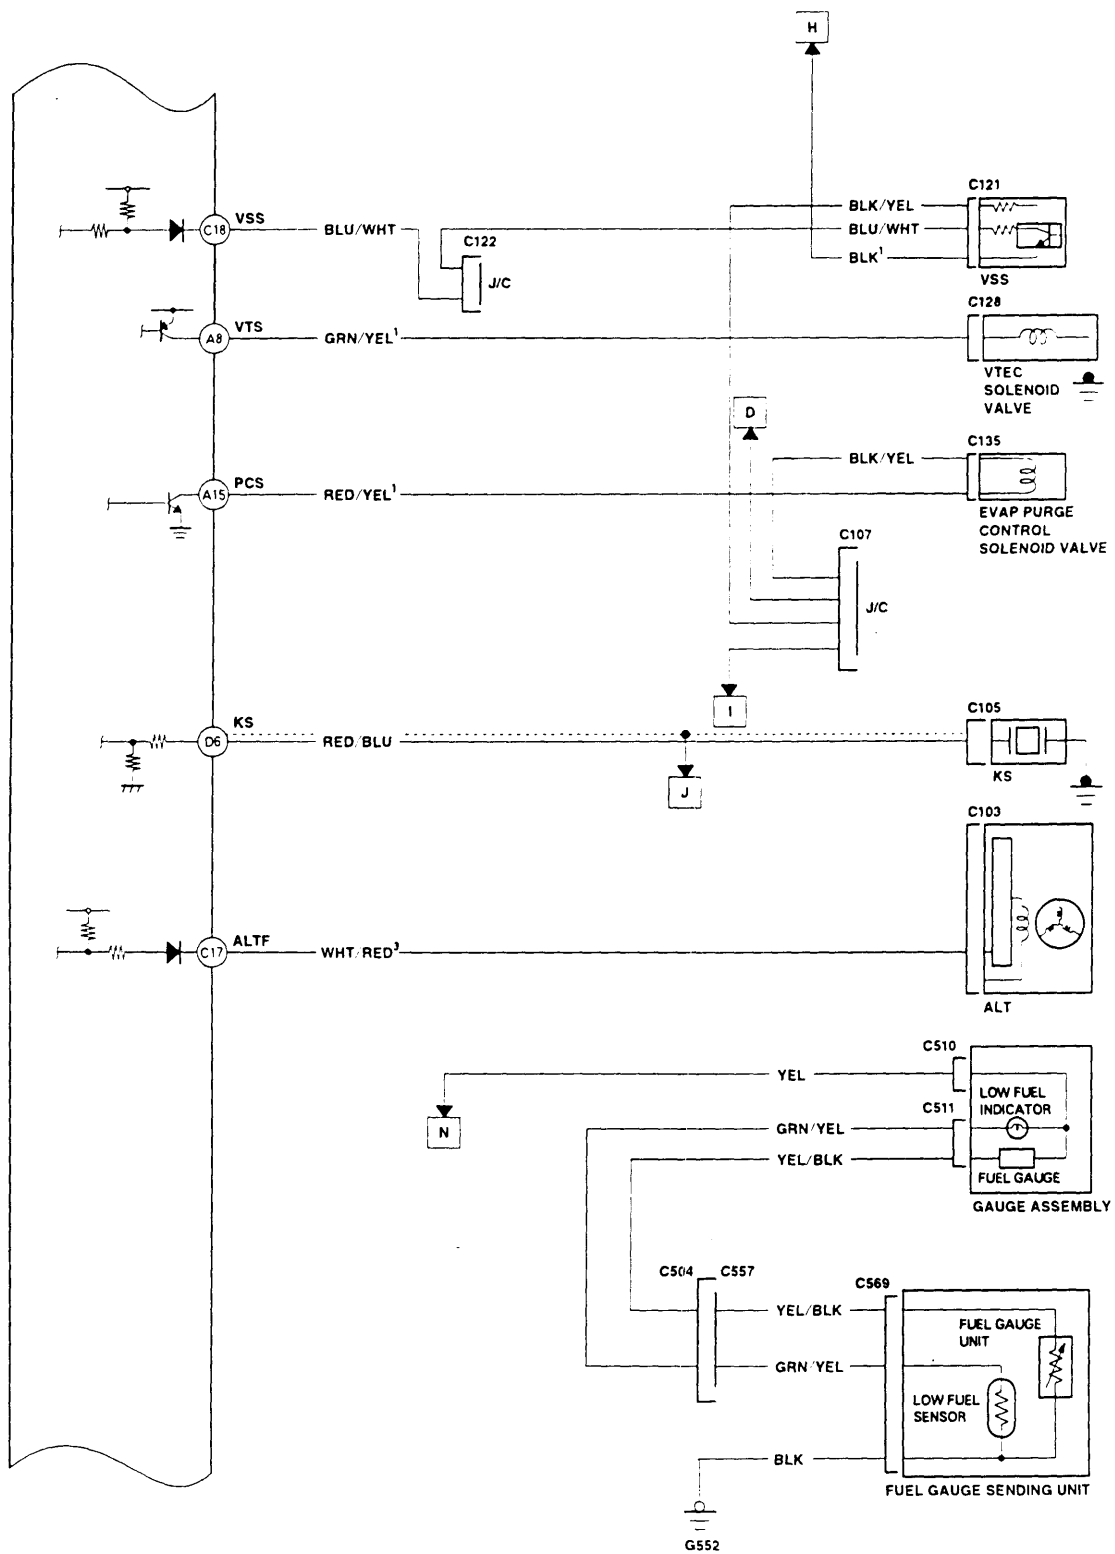 H
C121
VSS
C18
BLU/WHT
C122
J/C
BLK/YEL
BLU/WHT
BLK¹
VSS
C128
VTS
A8
GRN/YEL¹
VTEC
SOLENOID
VALVE
D
C135
BLK/YEL
PCS
A15
RED/YEL¹
EVAP PURGE
CONTROL
SOLENOID VALVE
C107
J/C
I
KS
D6
RED/BLU
J
C105
KS
C103
ALTF
C17
WHT/RED³
ALT
C510
YEL
N
LOW FUEL
INDICATOR
C511
GRN/YEL
YEL/BLK
FUEL GAUGE
GAUGE ASSEMBLY
C504
C557
C569
YEL/BLK
FUEL GAUGE
UNIT
GRN/YEL
LOW FUEL
SENSOR
BLK
FUEL GAUGE SENDING UNIT
G552